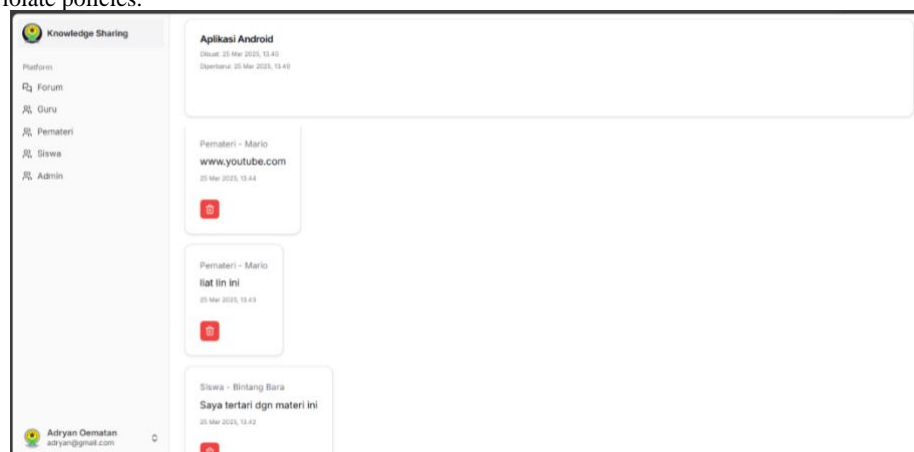 iolate policies.
Knowledge Sharing
Platform
Forum
Guru
Pemateri
Siswa
Admin
Adryan Oematan
adryan@gmail.com
Aplikasi Android
Dibuat: 25 Mar 2025, 13.40
Diperbarui: 25 Mar 2025, 13.40
Pemateri - Mario
www.youtube.com
25 Mar 2025, 13.44
Pemateri - Mario
liat lin ini
25 Mar 2025, 13.43
Siswa - Bintang Bara
Saya tertari dgn materi ini
25 Mar 2025, 13.42